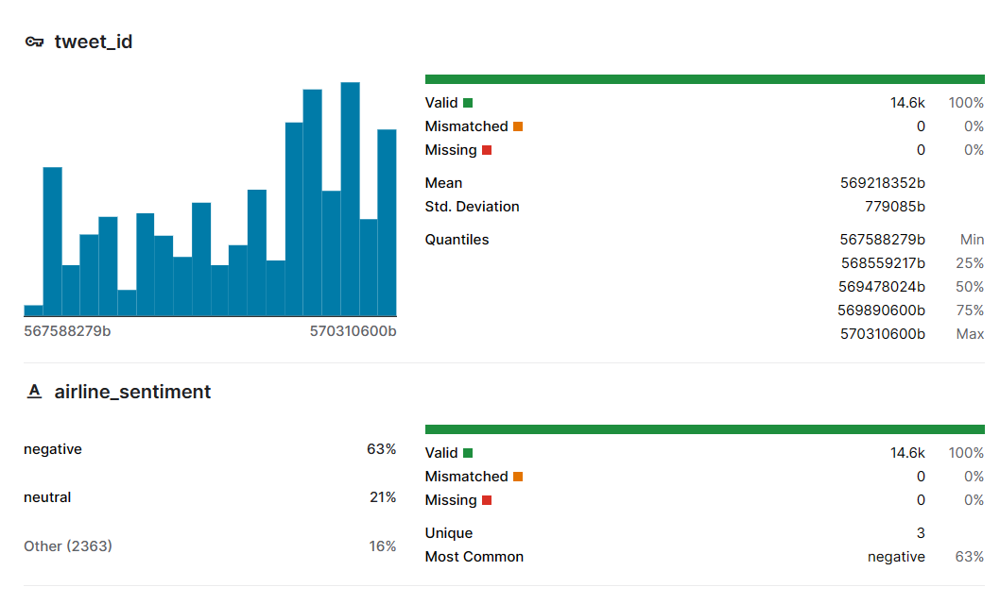 tweet_id
567588279b 570310600b
Valid 14.6k 100%
Mismatched 0 0%
Missing 0 0%
Mean 569218352b
Std. Deviation 779085b
Quantiles 567588279b Min
568559217b 25%
569478024b 50%
569890600b 75%
570310600b Max
A airline_sentiment
negative 63%
neutral 21%
Other (2363) 16%
Valid 14.6k 100%
Mismatched 0 0%
Missing 0 0%
Unique 3
Most Common negative 63%